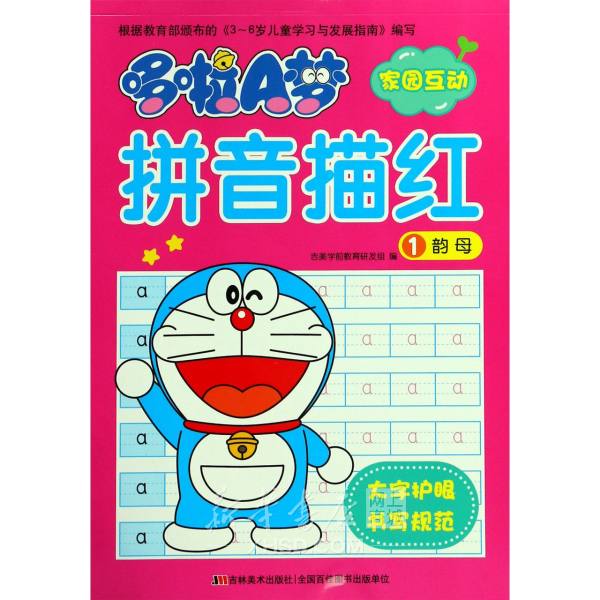 根据教育部颁布的《3~6岁儿童学习与发展指南》编写
哆啦A梦
家园互动
拼音描红
1 韵母
吉美学前教育研发组 编
a a a a a
a a a a
a a a a
a a a
a a a
大字护眼
书写规范
XHSD.COM
吉林美术出版社|全国百佳图书出版单位